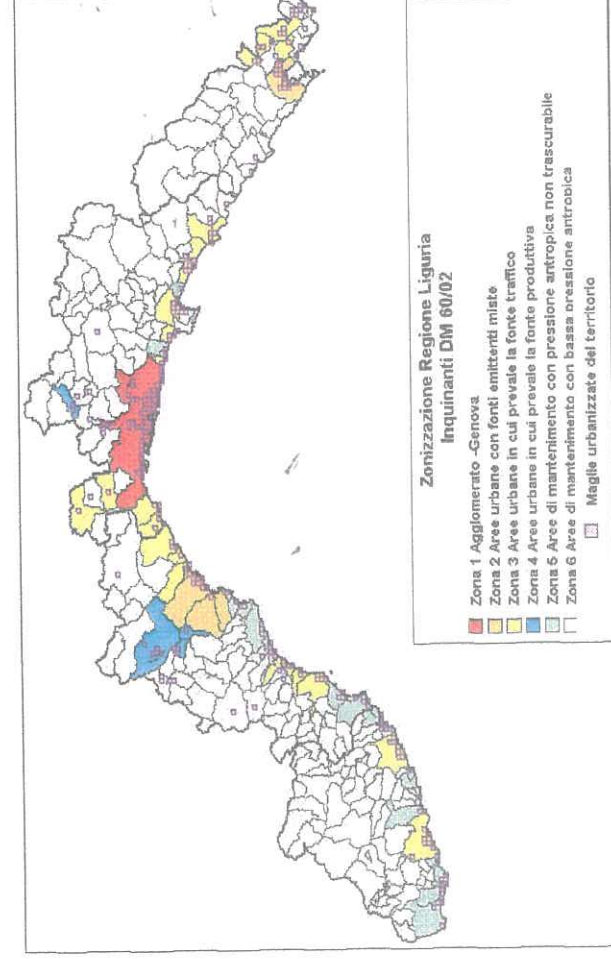 Zonizzazione Regione Liguria
Inquinanti DM 60/02
Zona 1 Agglomerato -Genova
Zona 2 Aree urbane con fonti emittenti miste
Zona 3 Aree urbane in cui prevale la fonte traffico
Zona 4 Aree urbane in cui prevale la fonte produttiva
Zona 5 Aree di mantenimento con pressione antropica non trascurabile
Zona 6 Aree di mantenimento con bassa pressione antropica
Maglie urbanizzate del territorio